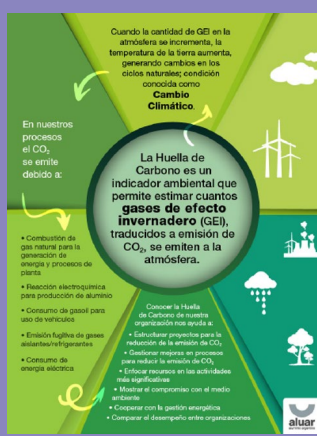 Cuando la cantidad de GEI en la
atmósfera se incrementa, la
temperatura de la tierra aumenta,
generando cambios en los
ciclos naturales; condición
conocida como
Cambio
Climático.
En nuestros
procesos
el CO₂
se emite
debido a:
La Huella de
Carbono es un
indicador ambiental que
permite estimar cuantos
gases de efecto
invernadero (GEI),
traducidos a emisión de
CO₂, se emiten a la
atmósfera.
• Combustión de
gas natural para la
generación de
energía y procesos de
planta
• Reacción electroquímica
para producción de aluminio
• Consumo de gasoil para
uso de vehículos
• Emisión fugitiva de gases
aislantes/refrigerantes
• Consumo de
energía eléctrica
Conocer la Huella
de Carbono de nuestra
organización nos ayuda a:
• Estructurar proyectos para la
reducción de la emisión de CO₂
• Gestionar mejoras en procesos
para reducir la emisión de CO₂
• Enfocar recursos en las actividades
más significativas
• Mostrar el compromiso con el medio
ambiente
• Cooperar con la gestión energética
• Comparar el desempeño entre organizaciones
aluar